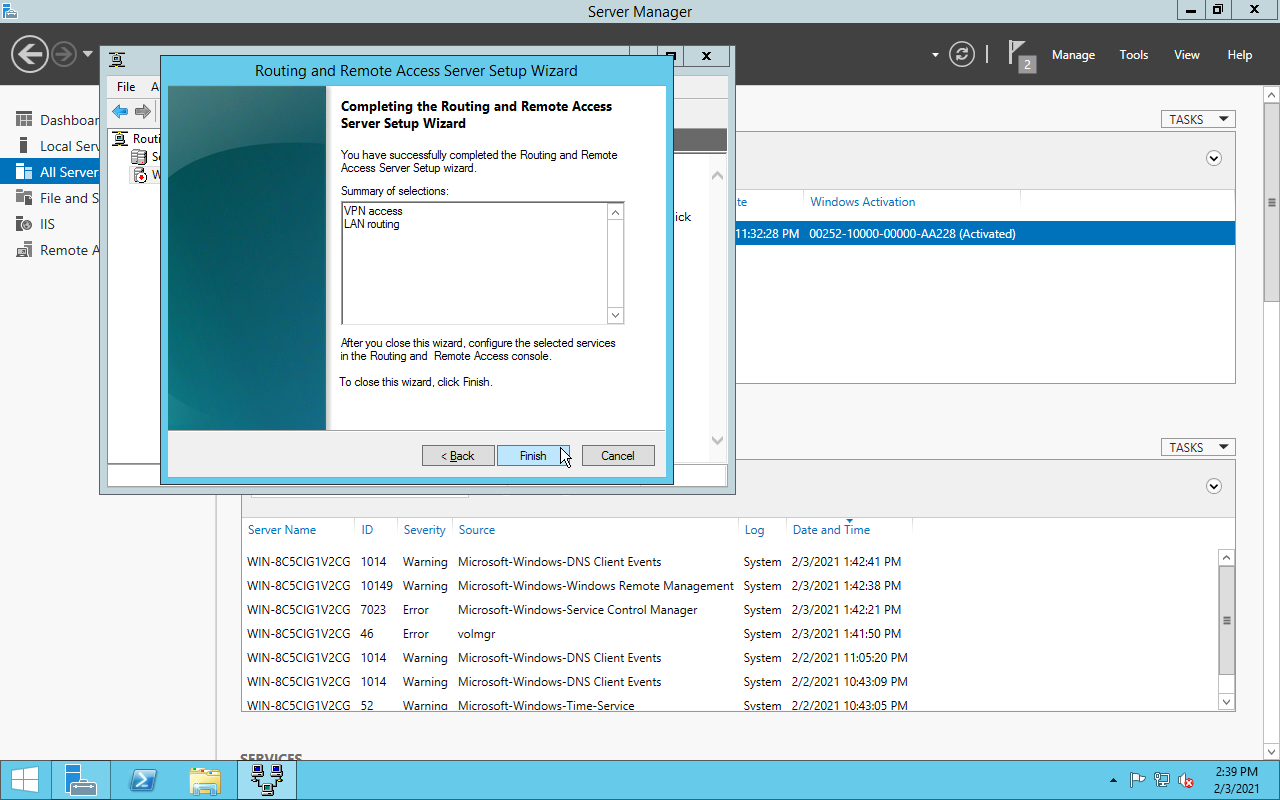 Server Manager
2
Manage
Tools
View
Help
Routing and Remote Access Server Setup Wizard
File
Completing the Routing and Remote Access
Server Setup Wizard
You have successfully completed the Routing and Remote
Access Server Setup wizard.
Summary of selections:
VPN access
LAN routing
After you close this wizard, configure the selected services
in the Routing and Remote Access console.
To close this wizard, click Finish.
< Back
Finish
Cancel
Dashboar
Local Serv
All Server
File and S
IIS
Remote A
Routi
ick
TASKS
te
Windows Activation
11:32:28 PM
00252-10000-00000-AA228 (Activated)
TASKS
Server Name ID Severity Source Log Date and Time
WIN-8C5CIG1V2CG 1014 Warning Microsoft-Windows-DNS Client Events System 2/3/2021 1:42:41 PM
WIN-8C5CIG1V2CG 10149 Warning Microsoft-Windows-Windows Remote Management System 2/3/2021 1:42:38 PM
WIN-8C5CIG1V2CG 7023 Error Microsoft-Windows-Service Control Manager System 2/3/2021 1:42:21 PM
WIN-8C5CIG1V2CG 46 Error volmgr System 2/3/2021 1:41:50 PM
WIN-8C5CIG1V2CG 1014 Warning Microsoft-Windows-DNS Client Events System 2/2/2021 11:05:20 PM
WIN-8C5CIG1V2CG 1014 Warning Microsoft-Windows-DNS Client Events System 2/2/2021 10:43:09 PM
WIN-8C5CIG1V2CG 52 Warning Microsoft-Windows-Time-Service System 2/2/2021 10:43:05 PM
SERVICES
2:39 PM
2/3/2021